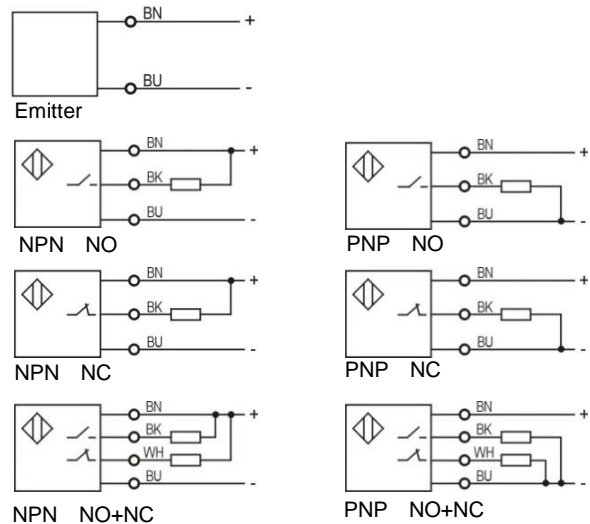 BN +
BU -
Emitter
BN +
BK
BU -
NPN NO
BN +
BK
BU -
PNP NO
BN +
BK
BU -
NPN NC
BN +
BK
BU -
PNP NC
BN +
BK
WH
BU -
NPN NO+NC
BN +
BK
WH
BU -
PNP NO+NC